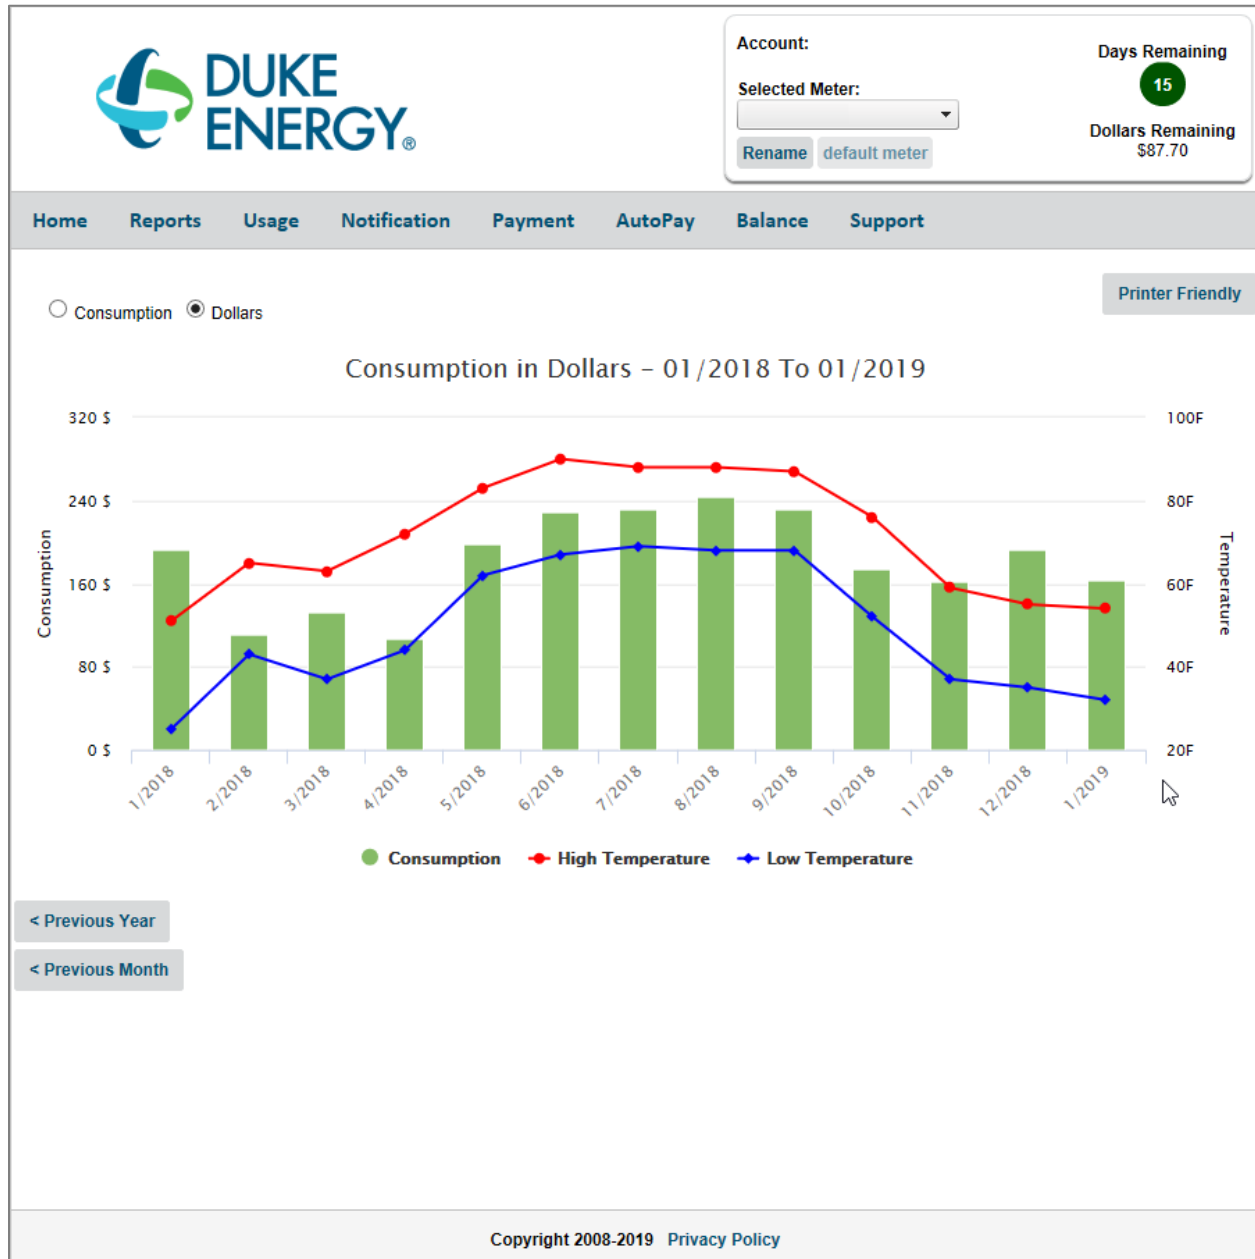 DUKE
ENERGY®
Account:
Selected Meter:
Rename default meter
Days Remaining
15
Dollars Remaining
$87.70
Home Reports Usage Notification Payment AutoPay Balance Support
Consumption Dollars
Printer Friendly
Consumption in Dollars – 01/2018 To 01/2019
320 $
240 $
160 $
80 $
0 $
Consumption
100F
80F
60F
40F
20F
Temperature
1/2018 2/2018 3/2018 4/2018 5/2018 6/2018 7/2018 8/2018 9/2018 10/2018 11/2018 12/2018 1/2019
Consumption High Temperature Low Temperature
< Previous Year
< Previous Month
Copyright 2008-2019 Privacy Policy